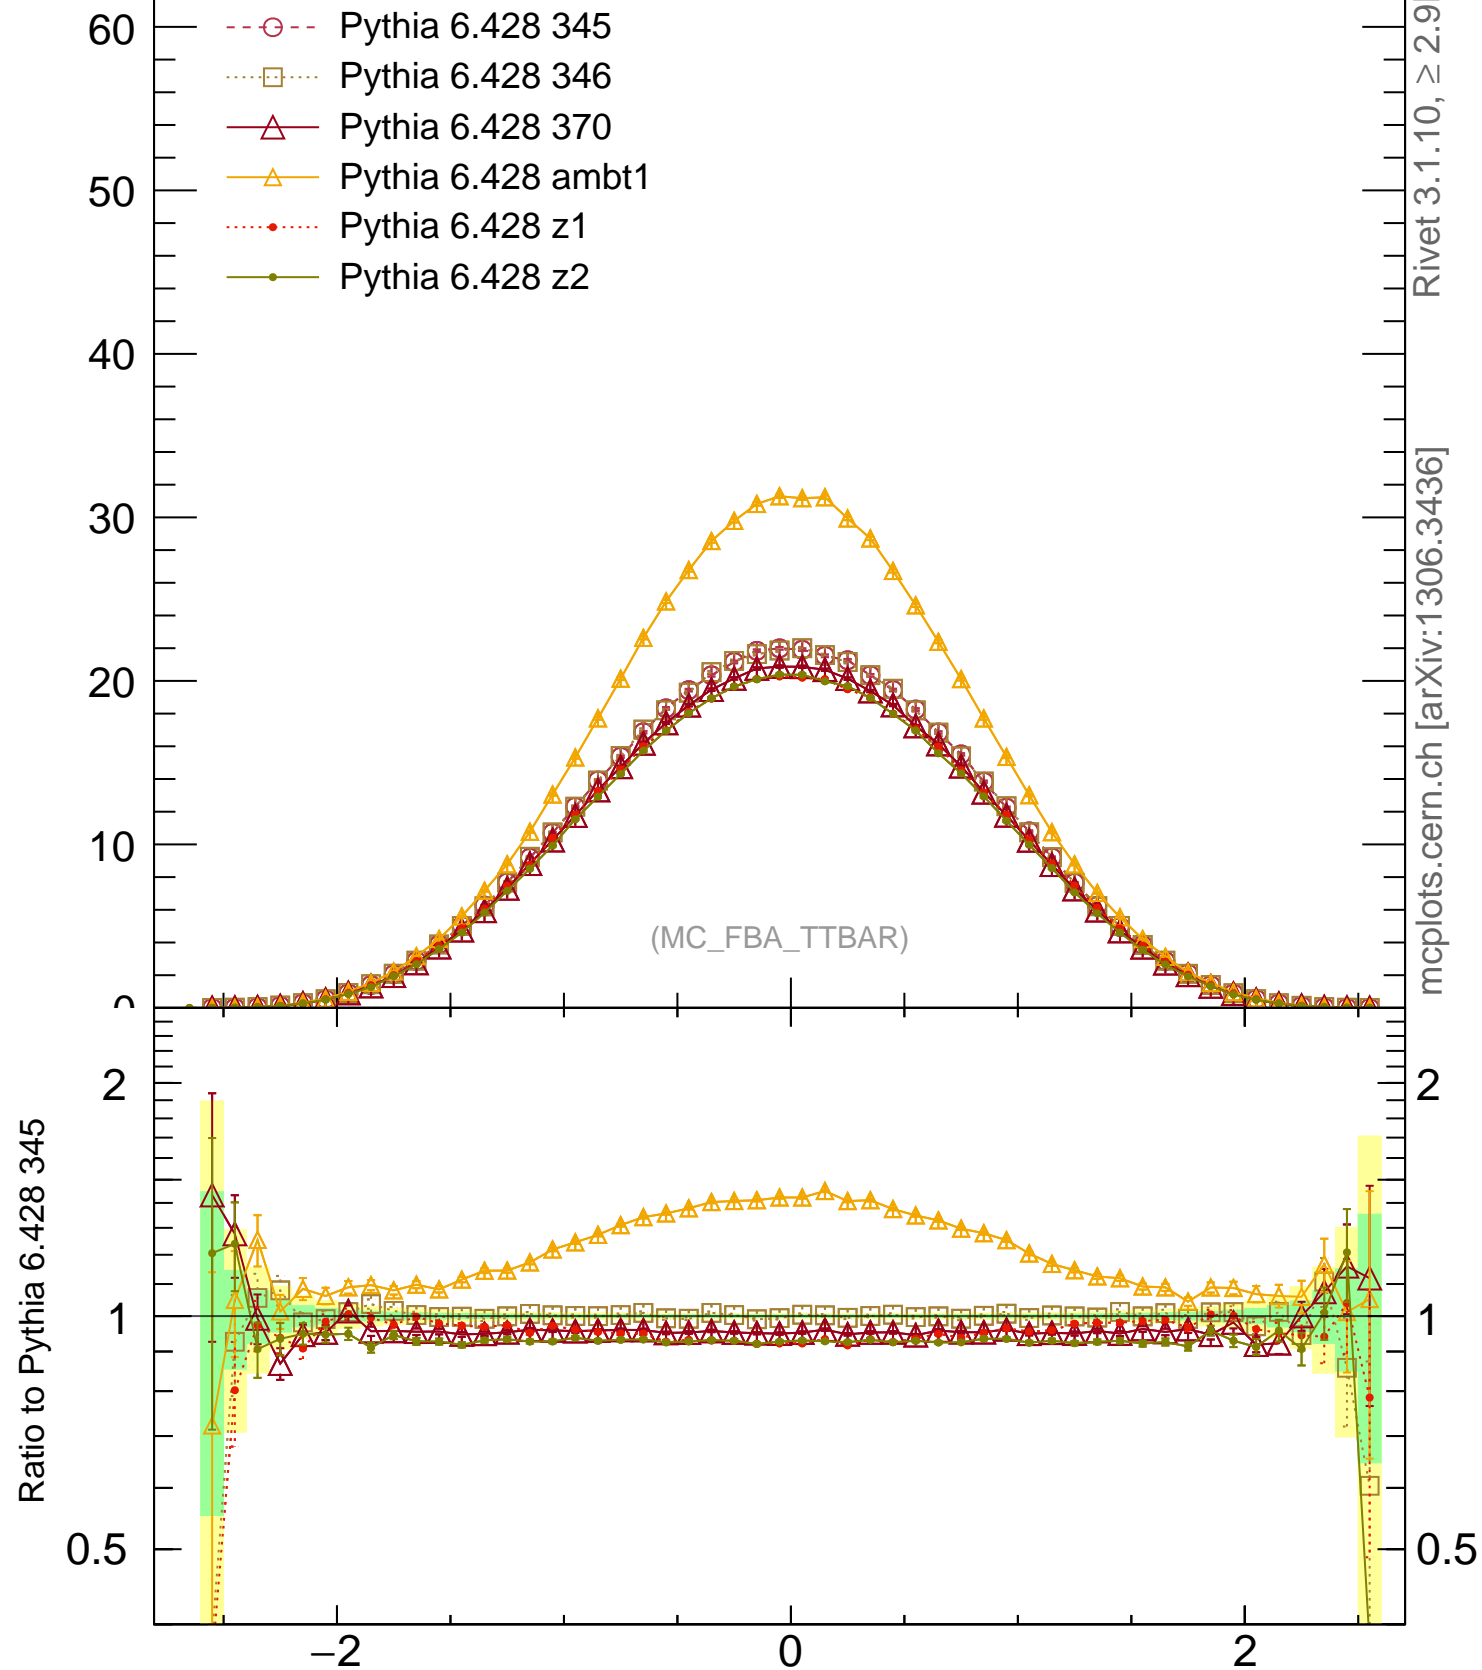 60
Pythia 6.428 345
Pythia 6.428 346
Pythia 6.428 370
50
Pythia 6.428 ambt1
Pythia 6.428 z1
Pythia 6.428 z2
40
30
20
10
0
(MC_FBA_TTBAR)
Rivet 3.1.10, ≥ 2.9
mcplots.cern.ch [arXiv:1306.3436]
Ratio to Pythia 6.428 345
2
2
1
1
0.5
0.5
−2
0
2